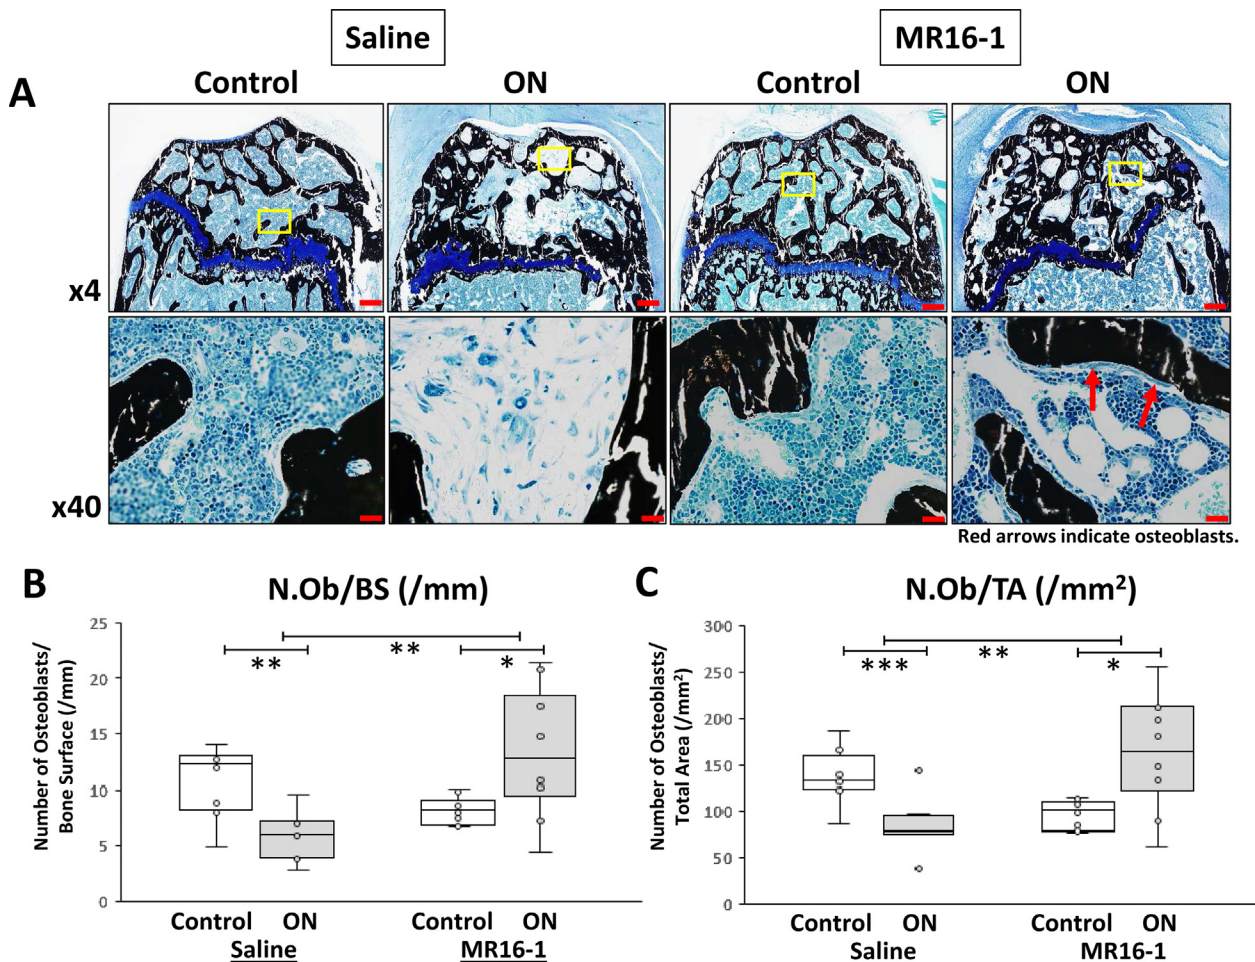 Saline
MR16-1
A
Control
ON
Control
ON
x4
x40
Red arrows indicate osteoblasts.
B
N.Ob/BS (/mm)
Number of Osteoblasts/
Bone Surface (/mm)
25
20
15
10
5
0
**
**
*
Control
ON
Control
ON
Saline
MR16-1
C
N.Ob/TA (/mm²)
Number of Osteoblasts/
Total Area (/mm²)
300
250
200
150
100
50
0
***
**
*
Control
ON
Control
ON
Saline
MR16-1